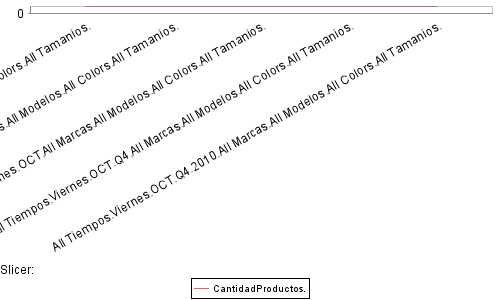 0
olors.All Tamanios.
s.All Modelos.All Colors.All Tamanios.
nes.OCT.All Marcas.All Modelos.All Colors.All Tamanios.
All Tiempos.Viernes.OCT.Q4.All Marcas.All Modelos.All Colors.All Tamanios.
All Tiempos.Viernes.OCT.Q4.2010.All Marcas.All Modelos.All Colors.All Tamanios.
Slicer:
CantidadProductos.